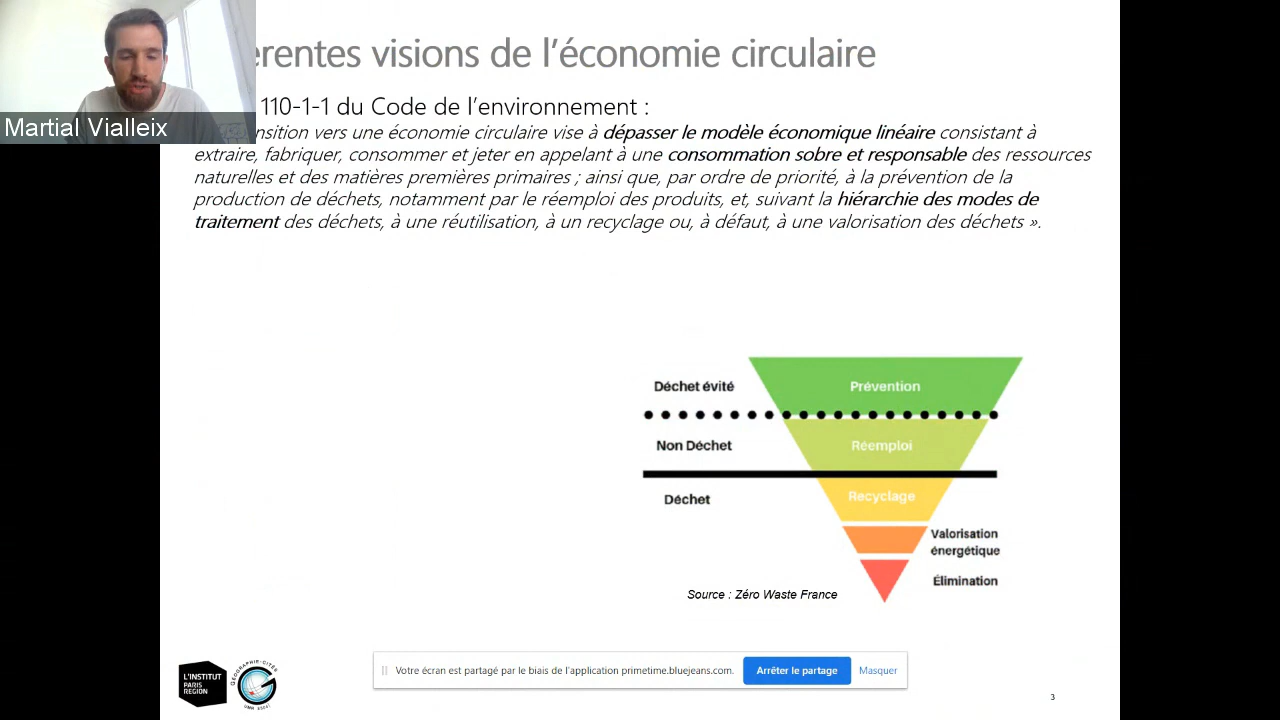 Martial Vialleix
erentes visions de l'économie circulaire
110-1-1 du Code de l'environnement :
nsition vers une économie circulaire vise à dépasser le modèle économique linéaire consistant à
extraire, fabriquer, consommer et jeter en appelant à une consommation sobre et responsable des ressources
naturelles et des matières premières primaires ; ainsi que, par ordre de priorité, à la prévention de la
production de déchets, notamment par le réemploi des produits, et, suivant la hiérarchie des modes de
traitement des déchets, à une réutilisation, à un recyclage ou, à défaut, à une valorisation des déchets ».
Déchet évité
Prévention
Non Déchet
Réemploi
Déchet
Recyclage
Valorisation
énergétique
Élimination
Source : Zéro Waste France
L'INSTITUT
PARIS
REGION
GÉOGRAPHIE-CITÉS
Votre écran est partagé par le biais de l'application primetime.bluejeans.com.
Arrêter le partage
Masquer
3